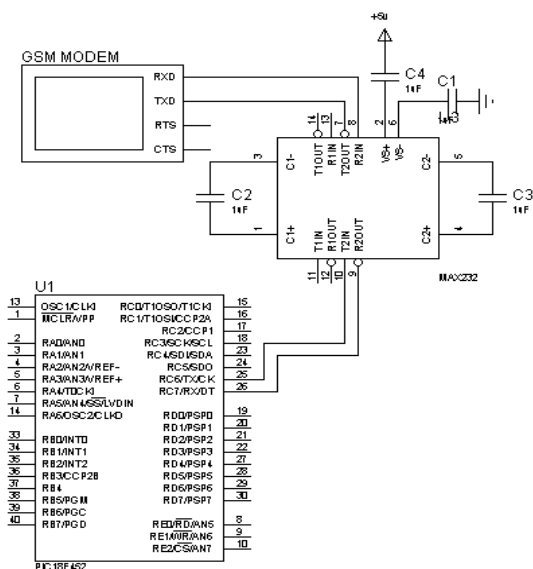 +5v
GSM MODEM
RXD
TXD
RTS
CTS
C4
1uF
C1
1uF
14
13
7
8
2
6
T1OUT
R1IN
T2OUT
R2IN
VS+
VS-
3
C1-
C2-
5
C2
1uF
C3
1uF
1
C1+
C2+
4
T1IN
R1OUT
T2IN
R2OUT
11
12
10
9
MAX232
U1
13 OSC1/CLKI RC0/T1OSO/T1CKI 15
1 MCLR/VPP RC1/T1OSI/CCP2A 16
RC2/CCP1 17
2 RA0/AN0 RC3/SCK/SCL 18
3 RA1/AN1 RC4/SDI/SDA 23
4 RA2/AN2/VREF- RC5/SDO 24
5 RA3/AN3/VREF+ RC6/TX/CK 25
6 RA4/T0CKI RC7/RX/DT 26
7 RA5/AN4/SS/LVDIN
14 RA6/OSC2/CLKO RD0/PSP0 19
RD1/PSP1 20
33 RB0/INT0 RD2/PSP2 21
34 RB1/INT1 RD3/PSP3 22
35 RB2/INT2 RD4/PSP4 27
36 RB3/CCP2B RD5/PSP5 28
37 RB4 RD6/PSP6 29
38 RB5/PGM RD7/PSP7 30
39 RB6/PGC
40 RB7/PGD RE0/RD/AN5 8
RE1/WR/AN6 9
RE2/CS/AN7 10
PIC18F452